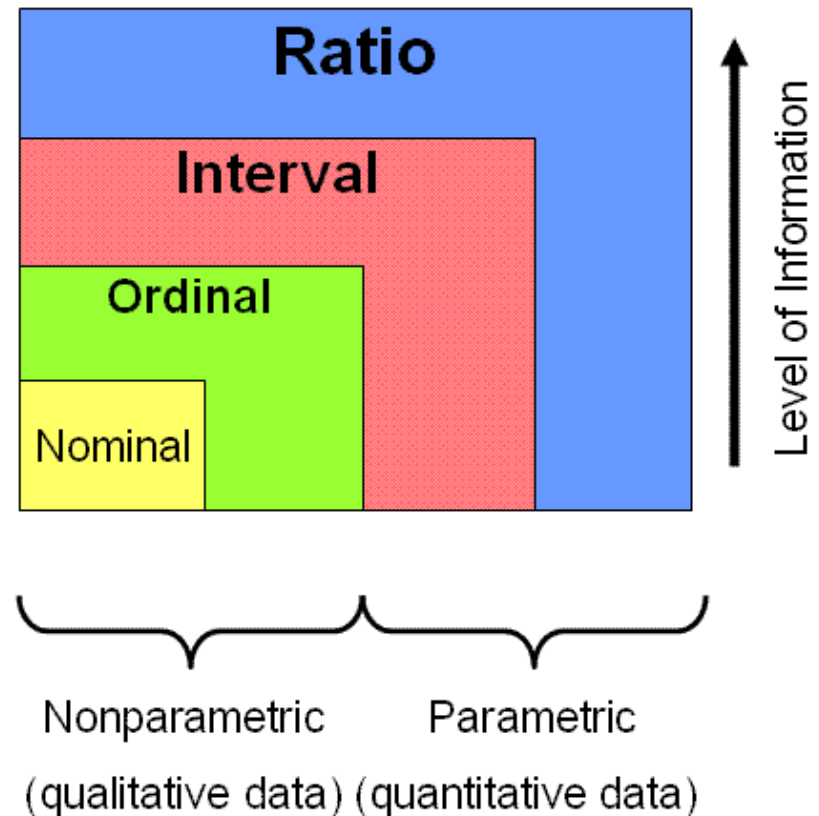 Ratio
Interval
Ordinal
Nominal
Level of Information
Nonparametric
Parametric
(qualitative data)
(quantitative data)